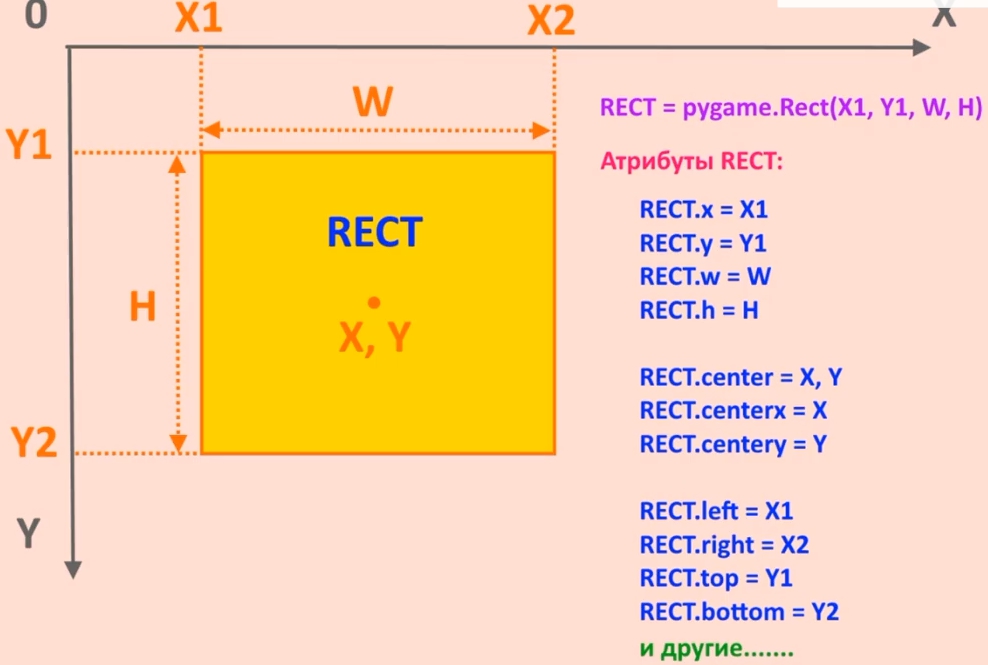 0
X1
X2
X
W
RECT = pygame.Rect(X1, Y1, W, H)
Y1
Атрибуты RECT:
RECT.x = X1
RECT
RECT.y = Y1
RECT.w = W
H
RECT.h = H
X, Y
RECT.center = X, Y
RECT.centerx = X
Y2
RECT.centery = Y
RECT.left = X1
Y
RECT.right = X2
RECT.top = Y1
RECT.bottom = Y2
и другие.......